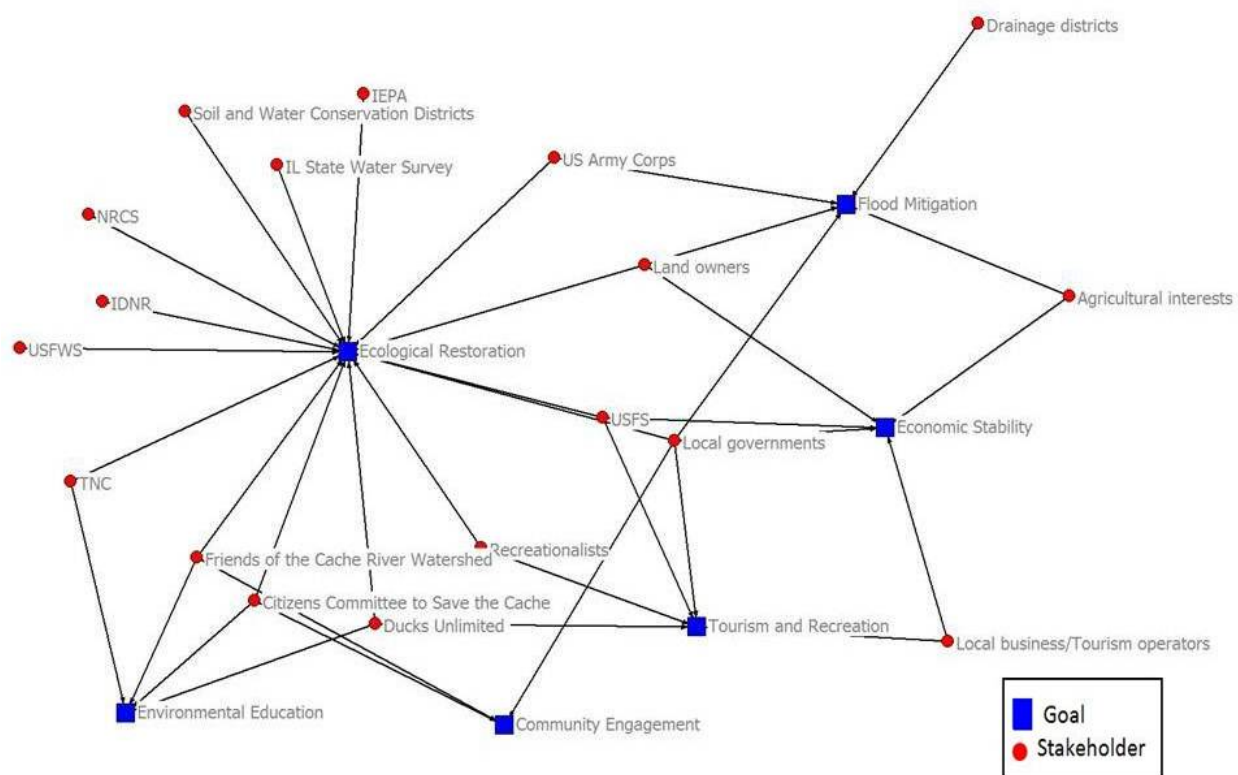 Drainage districts
IEPA
Soil and Water Conservation Districts
IL State Water Survey
US Army Corps
NRCS
Flood Mitigation
Land owners
Agricultural interests
IDNR
USFWS
Ecological Restoration
USFS
Economic Stability
Local governments
TNC
Recreationalists
Friends of the Cache River Watershed
Citizens Committee to Save the Cache
Ducks Unlimited
Tourism and Recreation
Local business/Tourism operators
Environmental Education
Community Engagement
Goal
Stakeholder